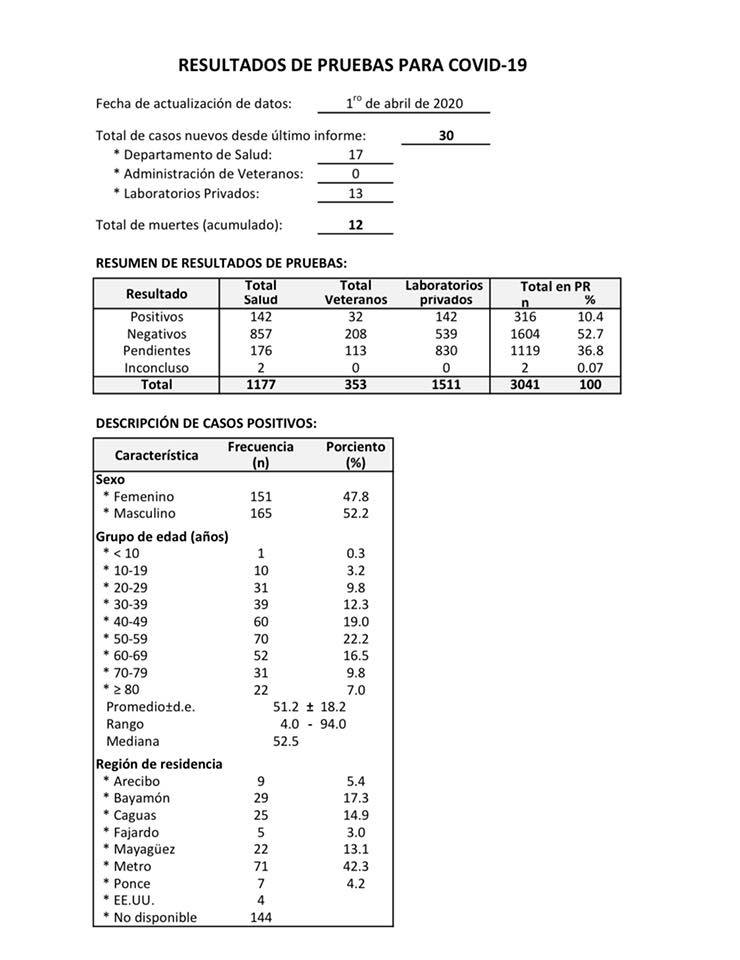 RESULTADOS DE PRUEBAS PARA COVID-19
Fecha de actualización de datos: 1ro de abril de 2020
Total de casos nuevos desde último informe: 30
* Departamento de Salud: 17
* Administración de Veteranos: 0
* Laboratorios Privados: 13
Total de muertes (acumulado): 12
RESUMEN DE RESULTADOS DE PRUEBAS:
Resultado Total Salud Total Veteranos Laboratorios privados Total en PR n %
Positivos 142 32 142 316 10.4
Negativos 857 208 539 1604 52.7
Pendientes 176 113 830 1119 36.8
Inconcluso 2 0 0 2 0.07
Total 1177 353 1511 3041 100
DESCRIPCIÓN DE CASOS POSITIVOS:
Característica Frecuencia (n) Porciento (%)
Sexo
* Femenino 151 47.8
* Masculino 165 52.2
Grupo de edad (años)
* < 10 1 0.3
* 10-19 10 3.2
* 20-29 31 9.8
* 30-39 39 12.3
* 40-49 60 19.0
* 50-59 70 22.2
* 60-69 52 16.5
* 70-79 31 9.8
* ≥ 80 22 7.0
Promedio±d.e. 51.2 ± 18.2
Rango 4.0 - 94.0
Mediana 52.5
Región de residencia
* Arecibo 9 5.4
* Bayamón 29 17.3
* Caguas 25 14.9
* Fajardo 5 3.0
* Mayagüez 22 13.1
* Metro 71 42.3
* Ponce 7 4.2
* EE.UU. 4
* No disponible 144